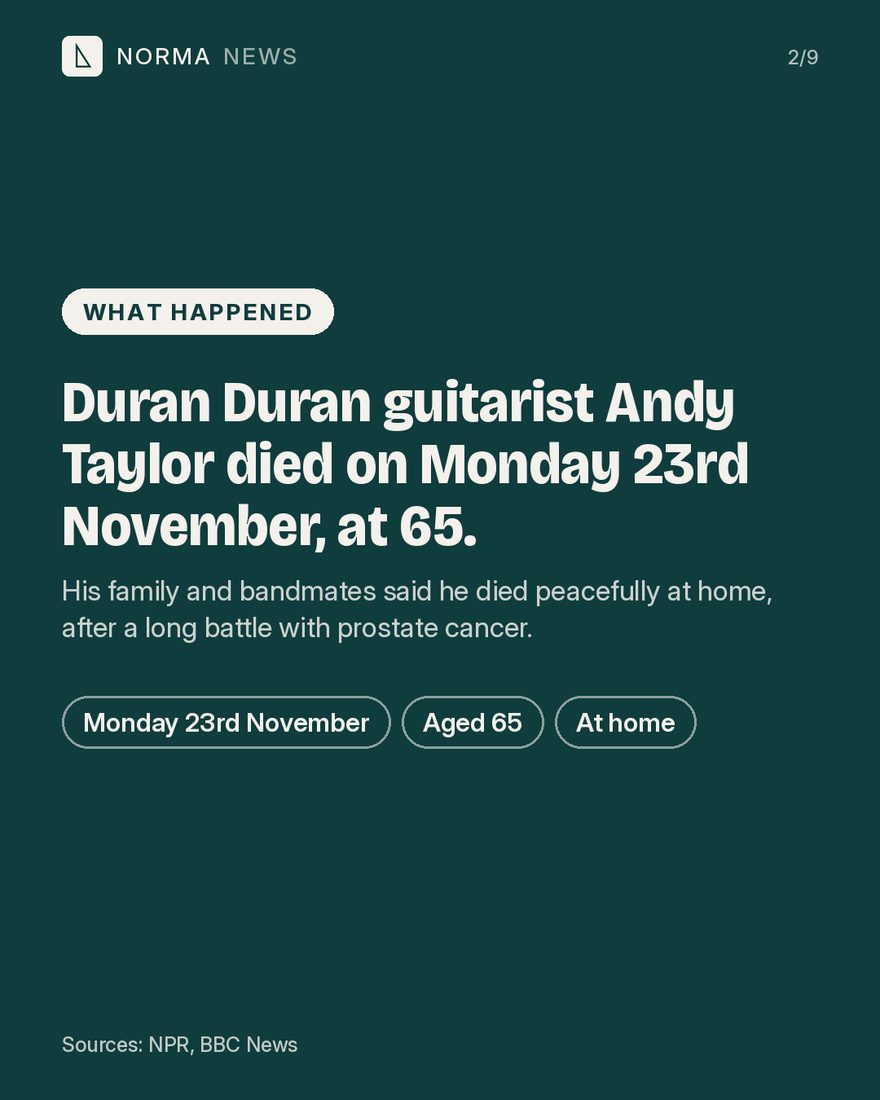 NORMA NEWS
2/9
WHAT HAPPENED
Duran Duran guitarist Andy
Taylor died on Monday 23rd
November, at 65.
His family and bandmates said he died peacefully at home,
after a long battle with prostate cancer.
Monday 23rd November
Aged 65
At home
Sources: NPR, BBC News